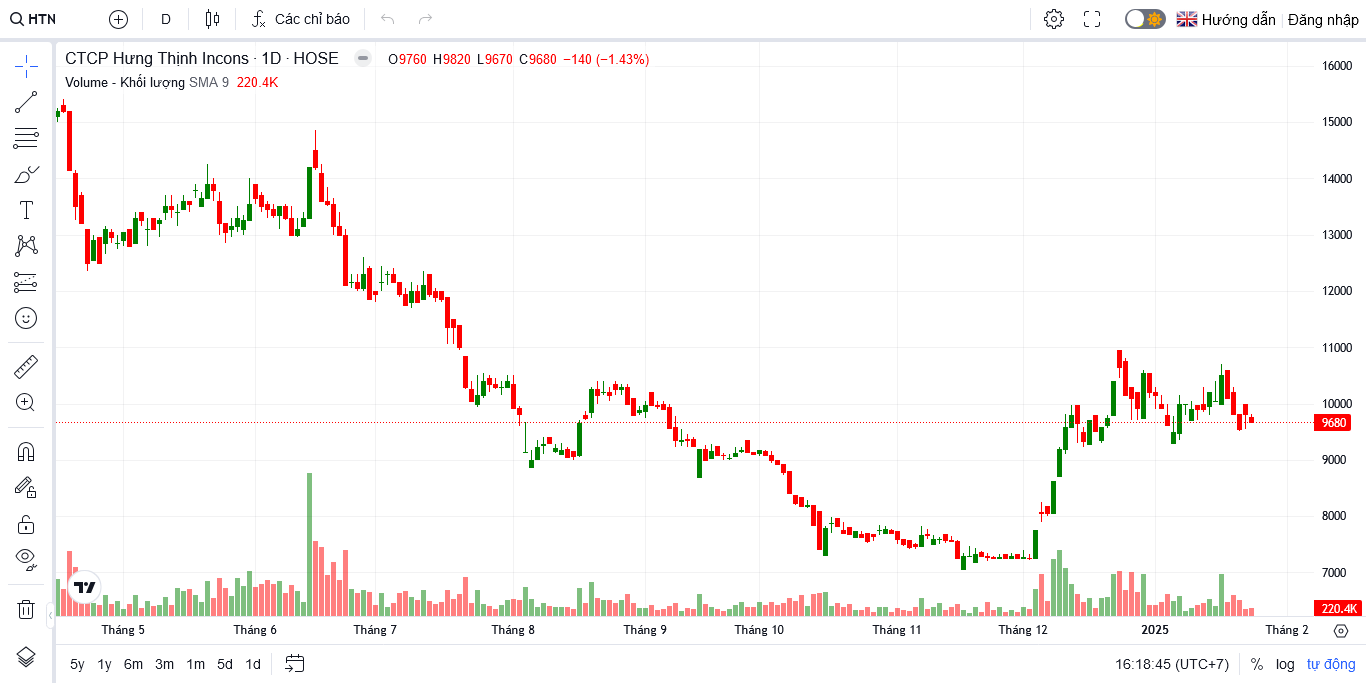 HTN D Các chỉ báo Hướng dẫn Đăng nhập
CTCP Hưng Thịnh Incons · 1D · HOSE O9760 H9820 L9670 C9680 −140 (−1.43%)
Volume - Khối lượng SMA 9 220.4K
16000
15000
14000
13000
12000
11000
10000
9680
9000
8000
7000
220.4K
Tháng 5 Tháng 6 Tháng 7 Tháng 8 Tháng 9 Tháng 10 Tháng 11 Tháng 12 2025 Tháng 2
5y 1y 6m 3m 1m 5d 1d 16:18:45 (UTC+7) % log tự động